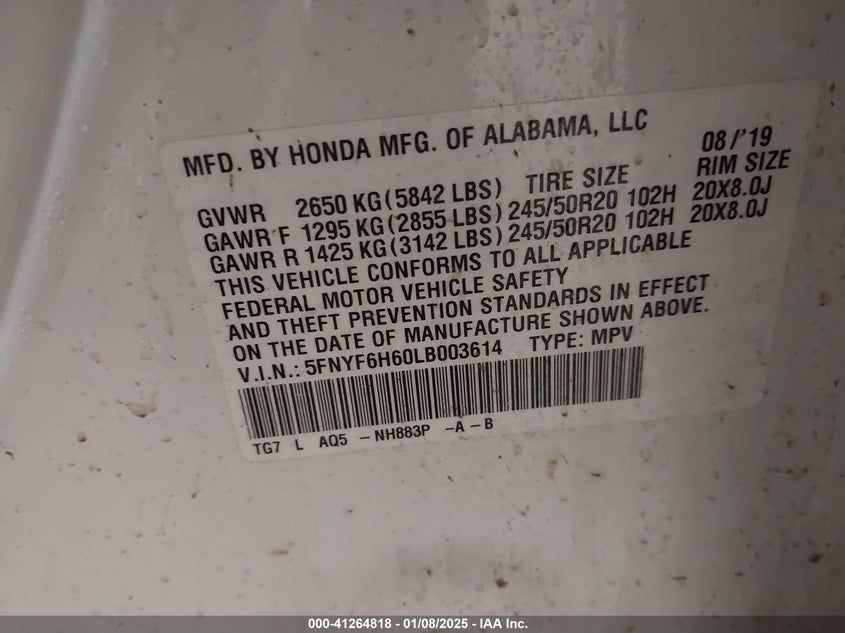 MFD. BY HONDA MFG. OF ALABAMA, LLC 08/'19
GVWR 2650 KG(5842 LBS) TIRE SIZE RIM SIZE
GAWR F 1295 KG(2855 LBS) 245/50R20 102H 20X8.0J
GAWR R 1425 KG(3142 LBS) 245/50R20 102H 20X8.0J
THIS VEHICLE CONFORMS TO ALL APPLICABLE
FEDERAL MOTOR VEHICLE SAFETY
AND THEFT PREVENTION STANDARDS IN EFFECT
ON THE DATE OF MANUFACTURE SHOWN ABOVE.
V.I.N.: 5FNYF6H60LB003614 TYPE: MPV
TG7 L AQ5 -NH883P -A-B
000-41264818 - 01/08/2025 - IAA Inc.